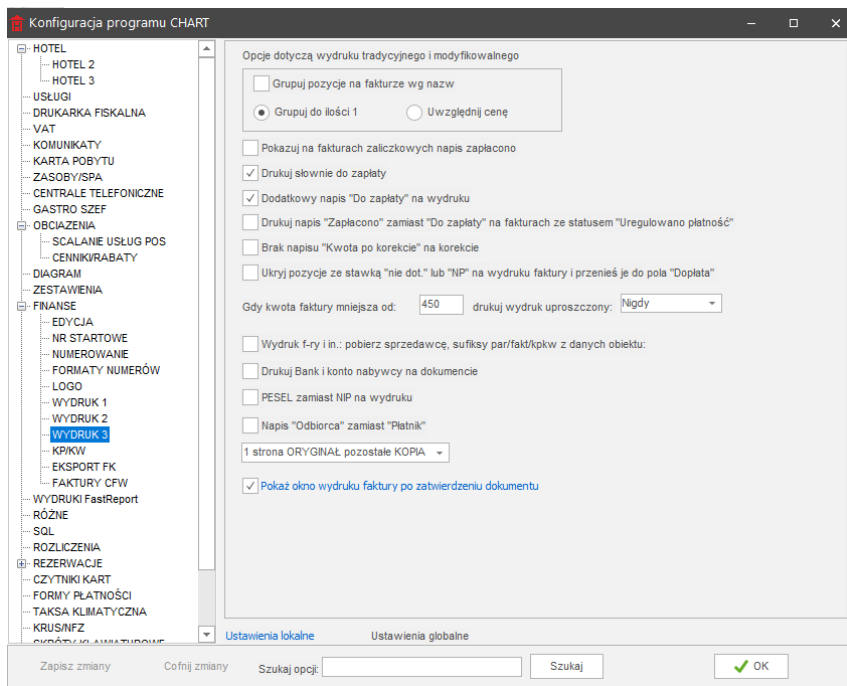 Konfiguracja programu CHART
HOTEL
HOTEL 2
HOTEL 3
USŁUGI
DRUKARKA FISKALNA
VAT
KOMUNIKATY
KARTA POBYTU
ZASOBY/SPA
CENTRALE TELEFONICZNE
GASTRO SZEF
OBCIAZENIA
SCALANIE USŁUG POS
CENNIKI/RABATY
DIAGRAM
ZESTAWIENIA
FINANSE
EDYCJA
NR STARTOWE
NUMEROWANIE
FORMATY NUMERÓW
LOGO
WYDRUK 1
WYDRUK 2
WYDRUK 3
KP/KW
EKSPORT FK
FAKTURY CFW
WYDRUKI FastReport
RÓŻNE
SQL
ROZLICZENIA
REZERWACJE
CZYTNIKI KART
FORMY PŁATNOŚCI
TAKSA KLIMATYCZNA
KRUS/NFZ
SKRÓTY KLAWIATUROWE
Opcje dotyczą wydruku tradycyjnego i modyfikowalnego
Grupuj pozycje na fakturze wg nazw
Grupuj do ilości 1 Uwzględnij cenę
Pokazuj na fakturach zaliczkowych napis zapłacono
Drukuj słownie do zapłaty
Dodatkowy napis "Do zapłaty" na wydruku
Drukuj napis "Zapłacono" zamiast "Do zapłaty" na fakturach ze statusem "Uregulowano płatność"
Brak napisu "Kwota po korekcie" na korekcie
Ukryj pozycje ze stawką "nie dot." lub "NP" na wydruku faktury i przenieś je do pola "Dopłata"
Gdy kwota faktury mniejsza od: 450 drukuj wydruk uproszczony: Nigdy
Wydruk f-ry i in.: pobierz sprzedawcę, sufiksy par/fakt/kpkw z danych obiektu:
Drukuj Bank i konto nabywcy na dokumencie
PESEL zamiast NIP na wydruku
Napis "Odbiorca" zamiast "Płatnik"
1 strona ORYGINAŁ pozostałe KOPIA
Pokaż okno wydruku faktury po zatwierdzeniu dokumentu
Ustawienia lokalne Ustawienia globalne
Zapisz zmiany Cofnij zmiany Szukaj opcji: Szukaj OK